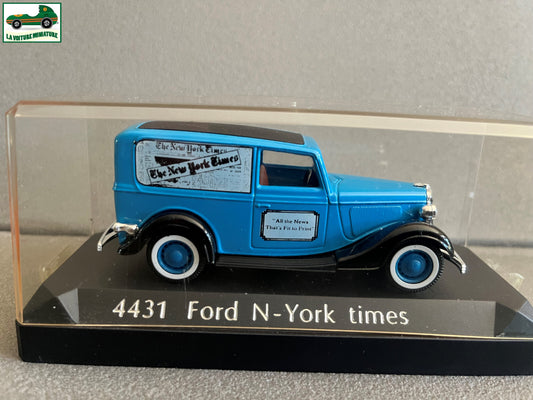 LA VOITURE MINIATURE
The New York Times
The New York Times
"All the News
That's Fit to Print"
4431 Ford N-York times